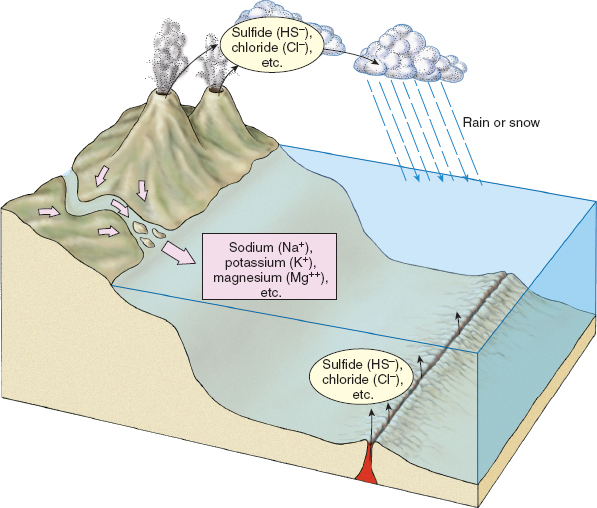 Sulfide (HS⁻),
chloride (Cl⁻),
etc.
Rain or snow
Sodium (Na⁺),
potassium (K⁺),
magnesium (Mg⁺⁺),
etc.
Sulfide (HS⁻),
chloride (Cl⁻),
etc.